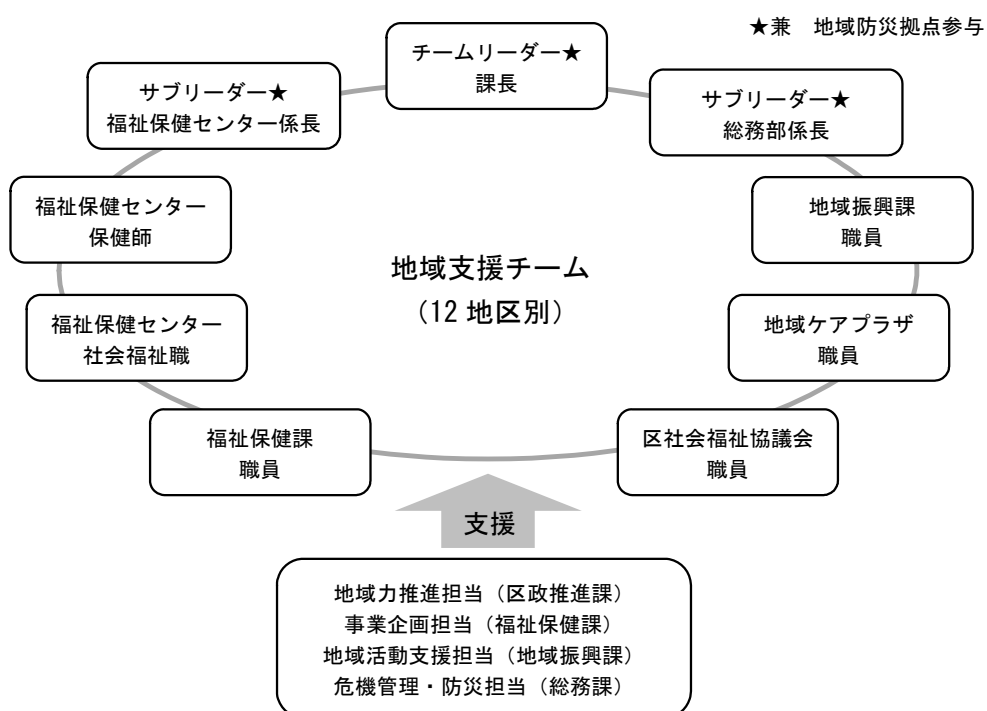 ★兼　地域防災拠点参与
チームリーダー★
課長
サブリーダー★
福祉保健センター係長
サブリーダー★
総務部係長
福祉保健センター
保健師
地域振興課
職員
地域支援チーム
（12 地区別）
福祉保健センター
社会福祉職
地域ケアプラザ
職員
福祉保健課
職員
区社会福祉協議会
職員
支援
地域力推進担当（区政推進課）
事業企画担当（福祉保健課）
地域活動支援担当（地域振興課）
危機管理・防災担当（総務課）